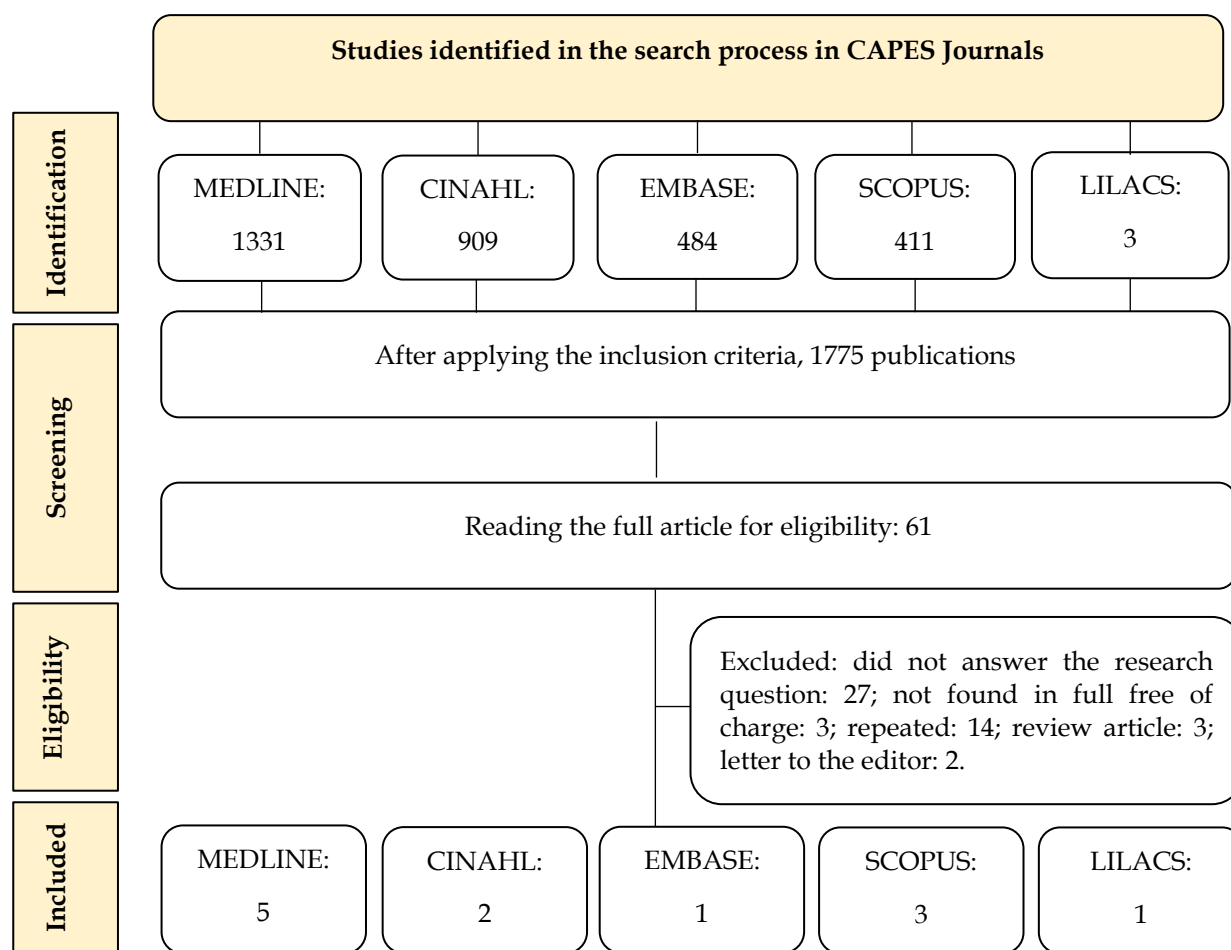 Studies identified in the search process in CAPES Journals
Identification
MEDLINE:
1331
CINAHL:
909
EMBASE:
484
SCOPUS:
411
LILACS:
3
Screening
After applying the inclusion criteria, 1775 publications
Reading the full article for eligibility: 61
Eligibility
Excluded: did not answer the research
question: 27; not found in full free of
charge: 3; repeated: 14; review article: 3;
letter to the editor: 2.
Included
MEDLINE:
5
CINAHL:
2
EMBASE:
1
SCOPUS:
3
LILACS:
1